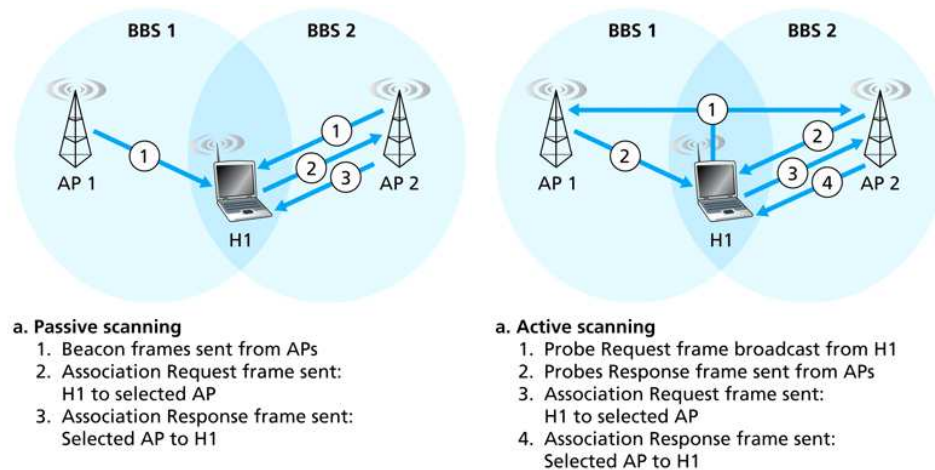 BBS 1
BBS 2
1
1
2
3
AP 1
AP 2
H1
a. Passive scanning
1. Beacon frames sent from APs
2. Association Request frame sent:
H1 to selected AP
3. Association Response frame sent:
Selected AP to H1
BBS 1
BBS 2
1
2
2
3
4
AP 1
AP 2
H1
a. Active scanning
1. Probe Request frame broadcast from H1
2. Probes Response frame sent from APs
3. Association Request frame sent:
H1 to selected AP
4. Association Response frame sent:
Selected AP to H1